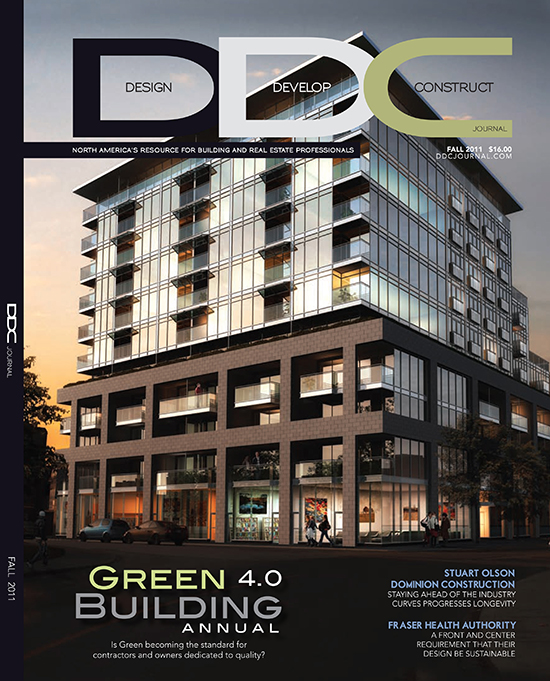 DDC
DESIGN DEVELOP CONSTRUCT
JOURNAL
NORTH AMERICA'S RESOURCE FOR BUILDING AND REAL ESTATE PROFESSIONALS
FALL 2011 $16.00
DDCJOURNAL.COM
DDC JOURNAL
FALL 2011
GREEN 4.0
BUILDING
ANNUAL
Is Green becoming the standard for
contractors and owners dedicated to quality?
STUART OLSON
DOMINION CONSTRUCTION
STAYING AHEAD OF THE INDUSTRY
CURVES PROGRESSES LONGEVITY
FRASER HEALTH AUTHORITY
A FRONT AND CENTER
REQUIREMENT THAT THEIR
DESIGN BE SUSTAINABLE